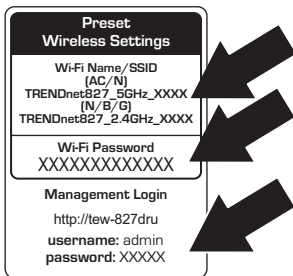 Preset
Wireless Settings
Wi-Fi Name/SSID
(AC/N)
TRENDnet827_5GHz_XXXX
(N/B/G)
TRENDnet827_2.4GHz_XXXX
Wi-Fi Password
XXXXXXXXXXXXX
Management Login
http://tew-827dru
username: admin
password: XXXXX